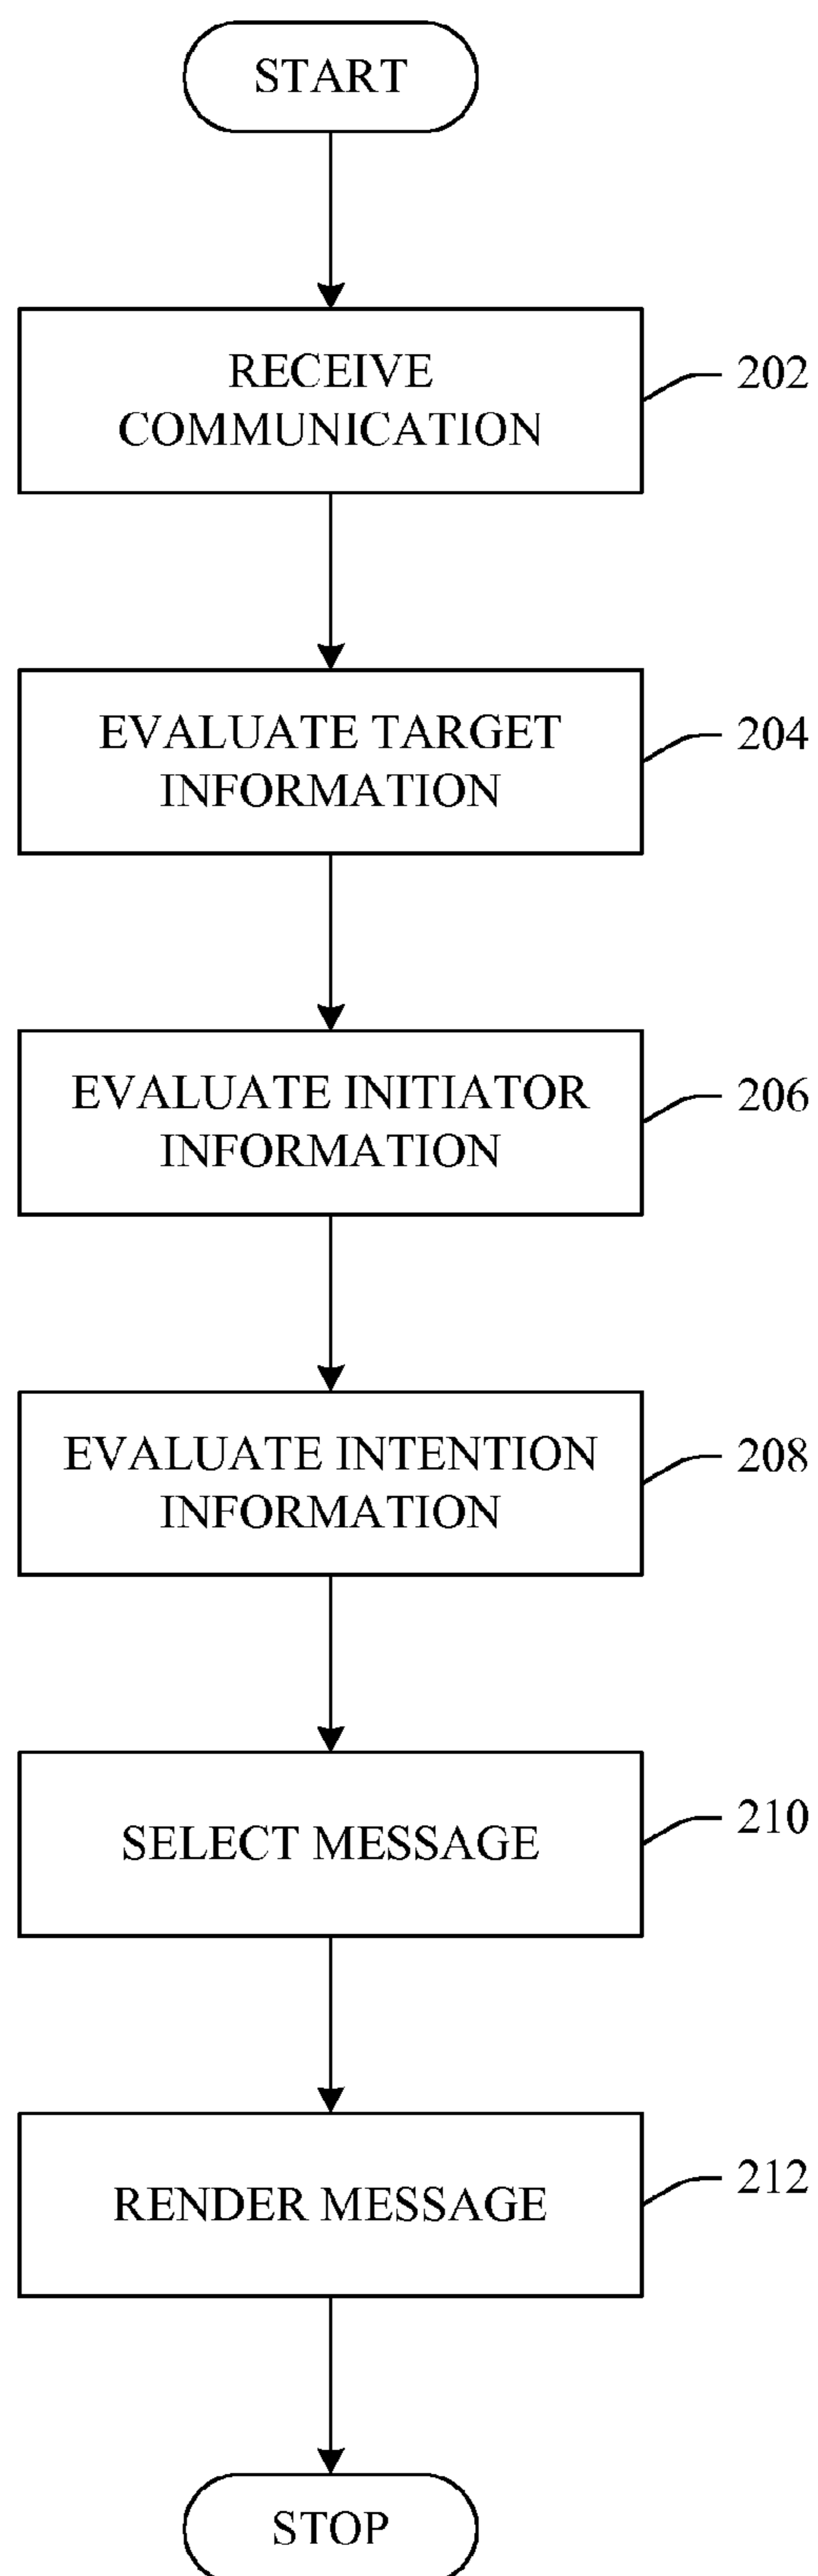 START
RECEIVE
COMMUNICATION
202
EVALUATE TARGET
INFORMATION
204
EVALUATE INITIATOR
INFORMATION
206
EVALUATE INTENTION
INFORMATION
208
SELECT MESSAGE
210
RENDER MESSAGE
212
STOP